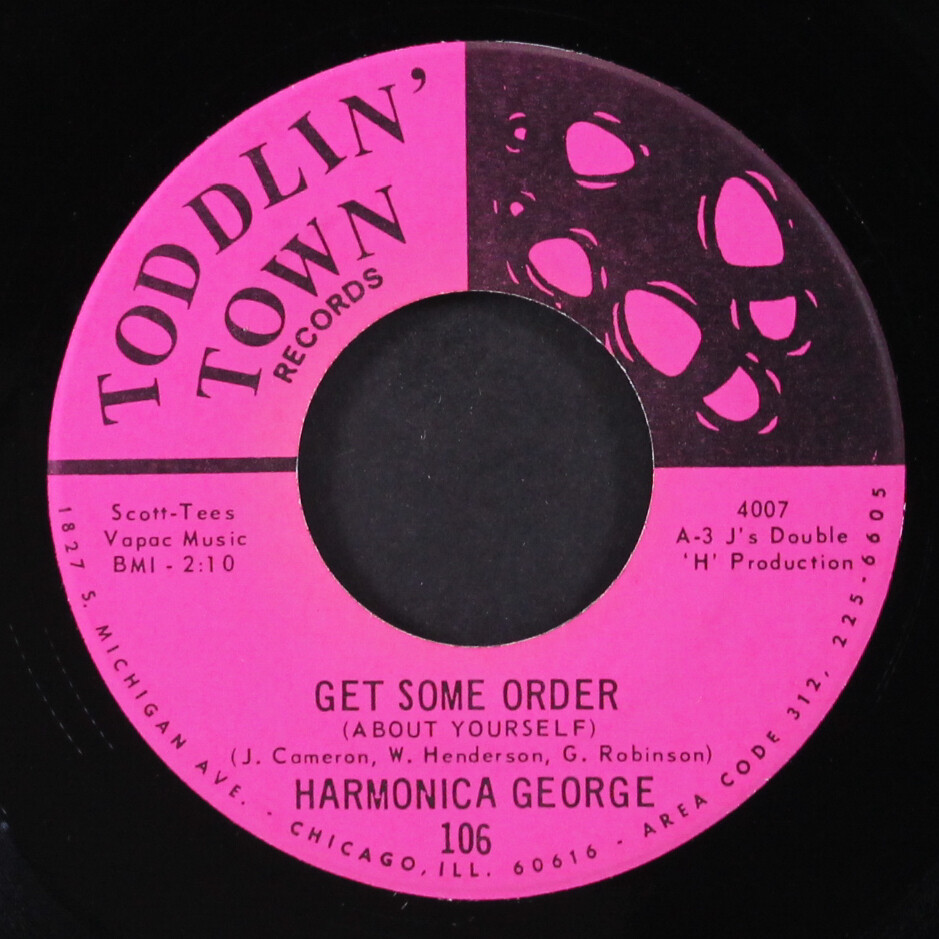 TODDLIN'
TOWN
RECORDS
Scott-Tees
Vapac Music
BMI - 2:10
4007
A-3 J's Double
'H' Production
GET SOME ORDER
(ABOUT YOURSELF)
(J. Cameron, W. Henderson, G. Robinson)
HARMONICA GEORGE
106
1827 S. MICHIGAN AVE. - CHICAGO, ILL. 60616 - AREA CODE 312, 225-6605